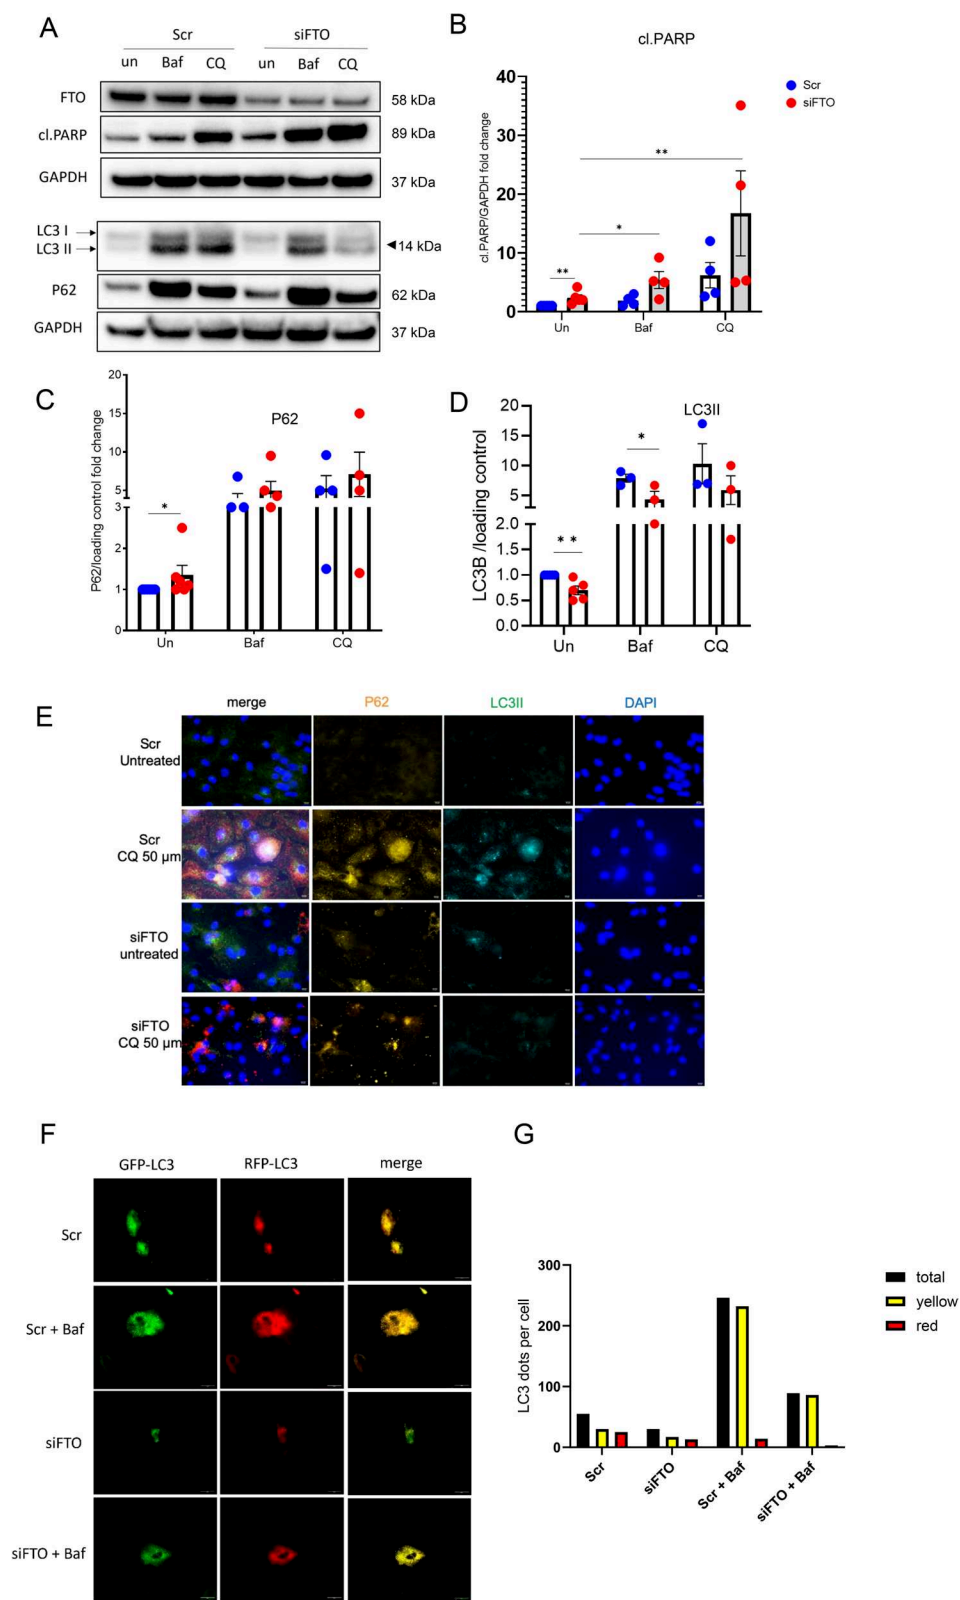 A
Scr siFTO
un Baf CQ un Baf CQ
FTO 58 kDa
cl.PARP 89 kDa
GAPDH 37 kDa
LC3 I
LC3 II 14 kDa
P62 62 kDa
GAPDH 37 kDa
B
cl.PARP
Scr
siFTO
cl.PARP/GAPDH fold change
40
30
20
10
0
**
*
**
Un Baf CQ
C
P62
P62/loading control fold change
20
15
10
5
3
2
1
0
*
Un Baf CQ
D
LC3II
LC3B /loading control
20
15
10
5
2.0
1.5
1.0
0.5
0.0
*
* *
Un Baf CQ
E
merge P62 LC3II DAPI
Scr
Untreated
Scr
CQ 50 µm
siFTO
untreated
siFTO
CQ 50 µm
F
GFP-LC3 RFP-LC3 merge
Scr
Scr + Baf
siFTO
siFTO + Baf
G
LC3 dots per cell
300
200
100
0
total
yellow
red
Scr siFTO Scr + Baf siFTO + Baf